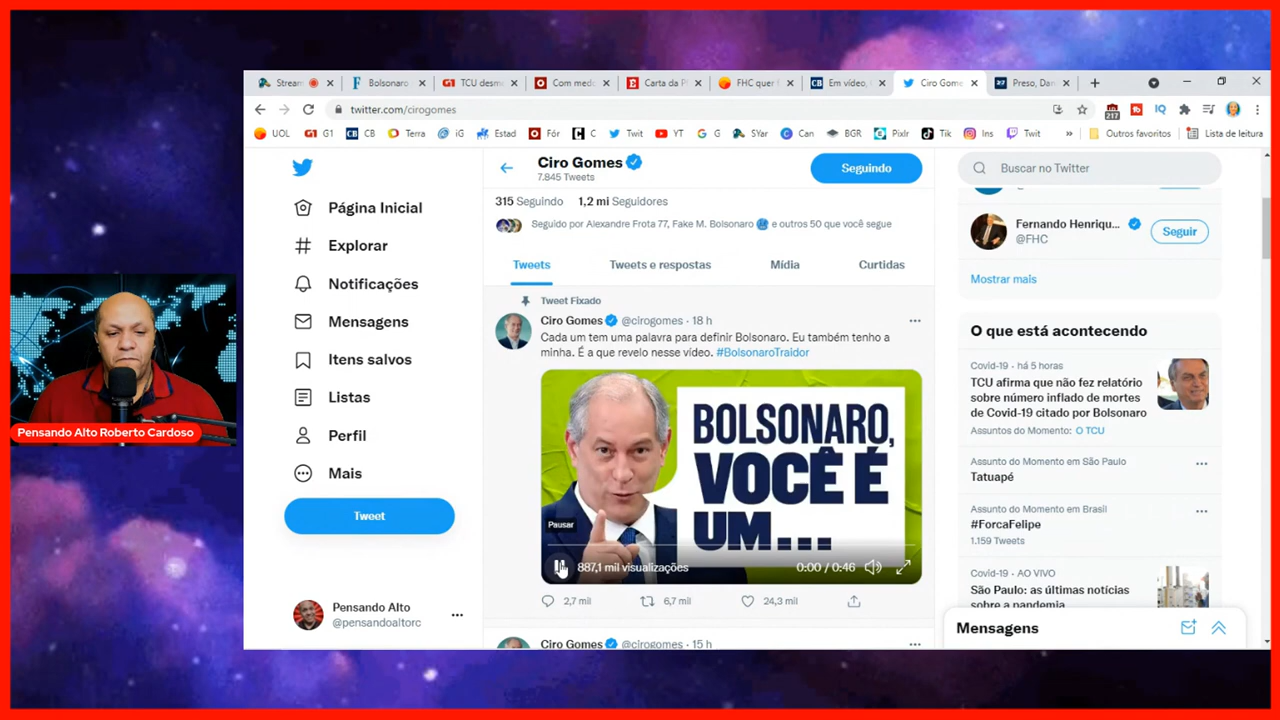 Stream
Bolsonaro
TCU desm
Com medo
Carta da P
FHC quer f
Em vídeo,
Ciro Gome
Preso, Dan
twitter.com/cirogomes
217
UOL
G1
CB
Terra
iG
Estad
Fór
C
Twit
YT
G
SYar
Can
BGR
Pixlr
Tik
Ins
Twit
Outros favoritos
Lista de leitura
Página Inicial
Explorar
Notificações
Mensagens
Itens salvos
Listas
Perfil
Mais
Tweet
Pensando Alto
@pensandoaltorc
Ciro Gomes
7.845 Tweets
Seguindo
315 Seguindo 1,2 mi Seguidores
Seguido por Alexandre Frota 77, Fake M. Bolsonaro e outros 50 que você segue
Tweets
Tweets e respostas
Mídia
Curtidas
Tweet Fixado
Ciro Gomes @cirogomes · 18 h
Cada um tem uma palavra para definir Bolsonaro. Eu também tenho a
minha. É a que revelo nesse vídeo. #BolsonaroTraidor
BOLSONARO,
VOCÊ É
UM...
Pausar
887,1 mil visualizações
0:00 / 0:46
2,7 mil
6,7 mil
24,3 mil
Ciro Gomes @cirogomes · 15 h
Buscar no Twitter
Fernando Henriqu...
@FHC
Seguir
Mostrar mais
O que está acontecendo
Covid-19 · há 5 horas
TCU afirma que não fez relatório
sobre número inflado de mortes
de Covid-19 citado por Bolsonaro
Assuntos do Momento: O TCU
Assunto do Momento em São Paulo
Tatuapé
Assunto do Momento em Brasil
#ForcaFelipe
1.159 Tweets
Covid-19 · AO VIVO
São Paulo: as últimas notícias
sobre a pandemia
Mensagens
Pensando Alto Roberto Cardoso